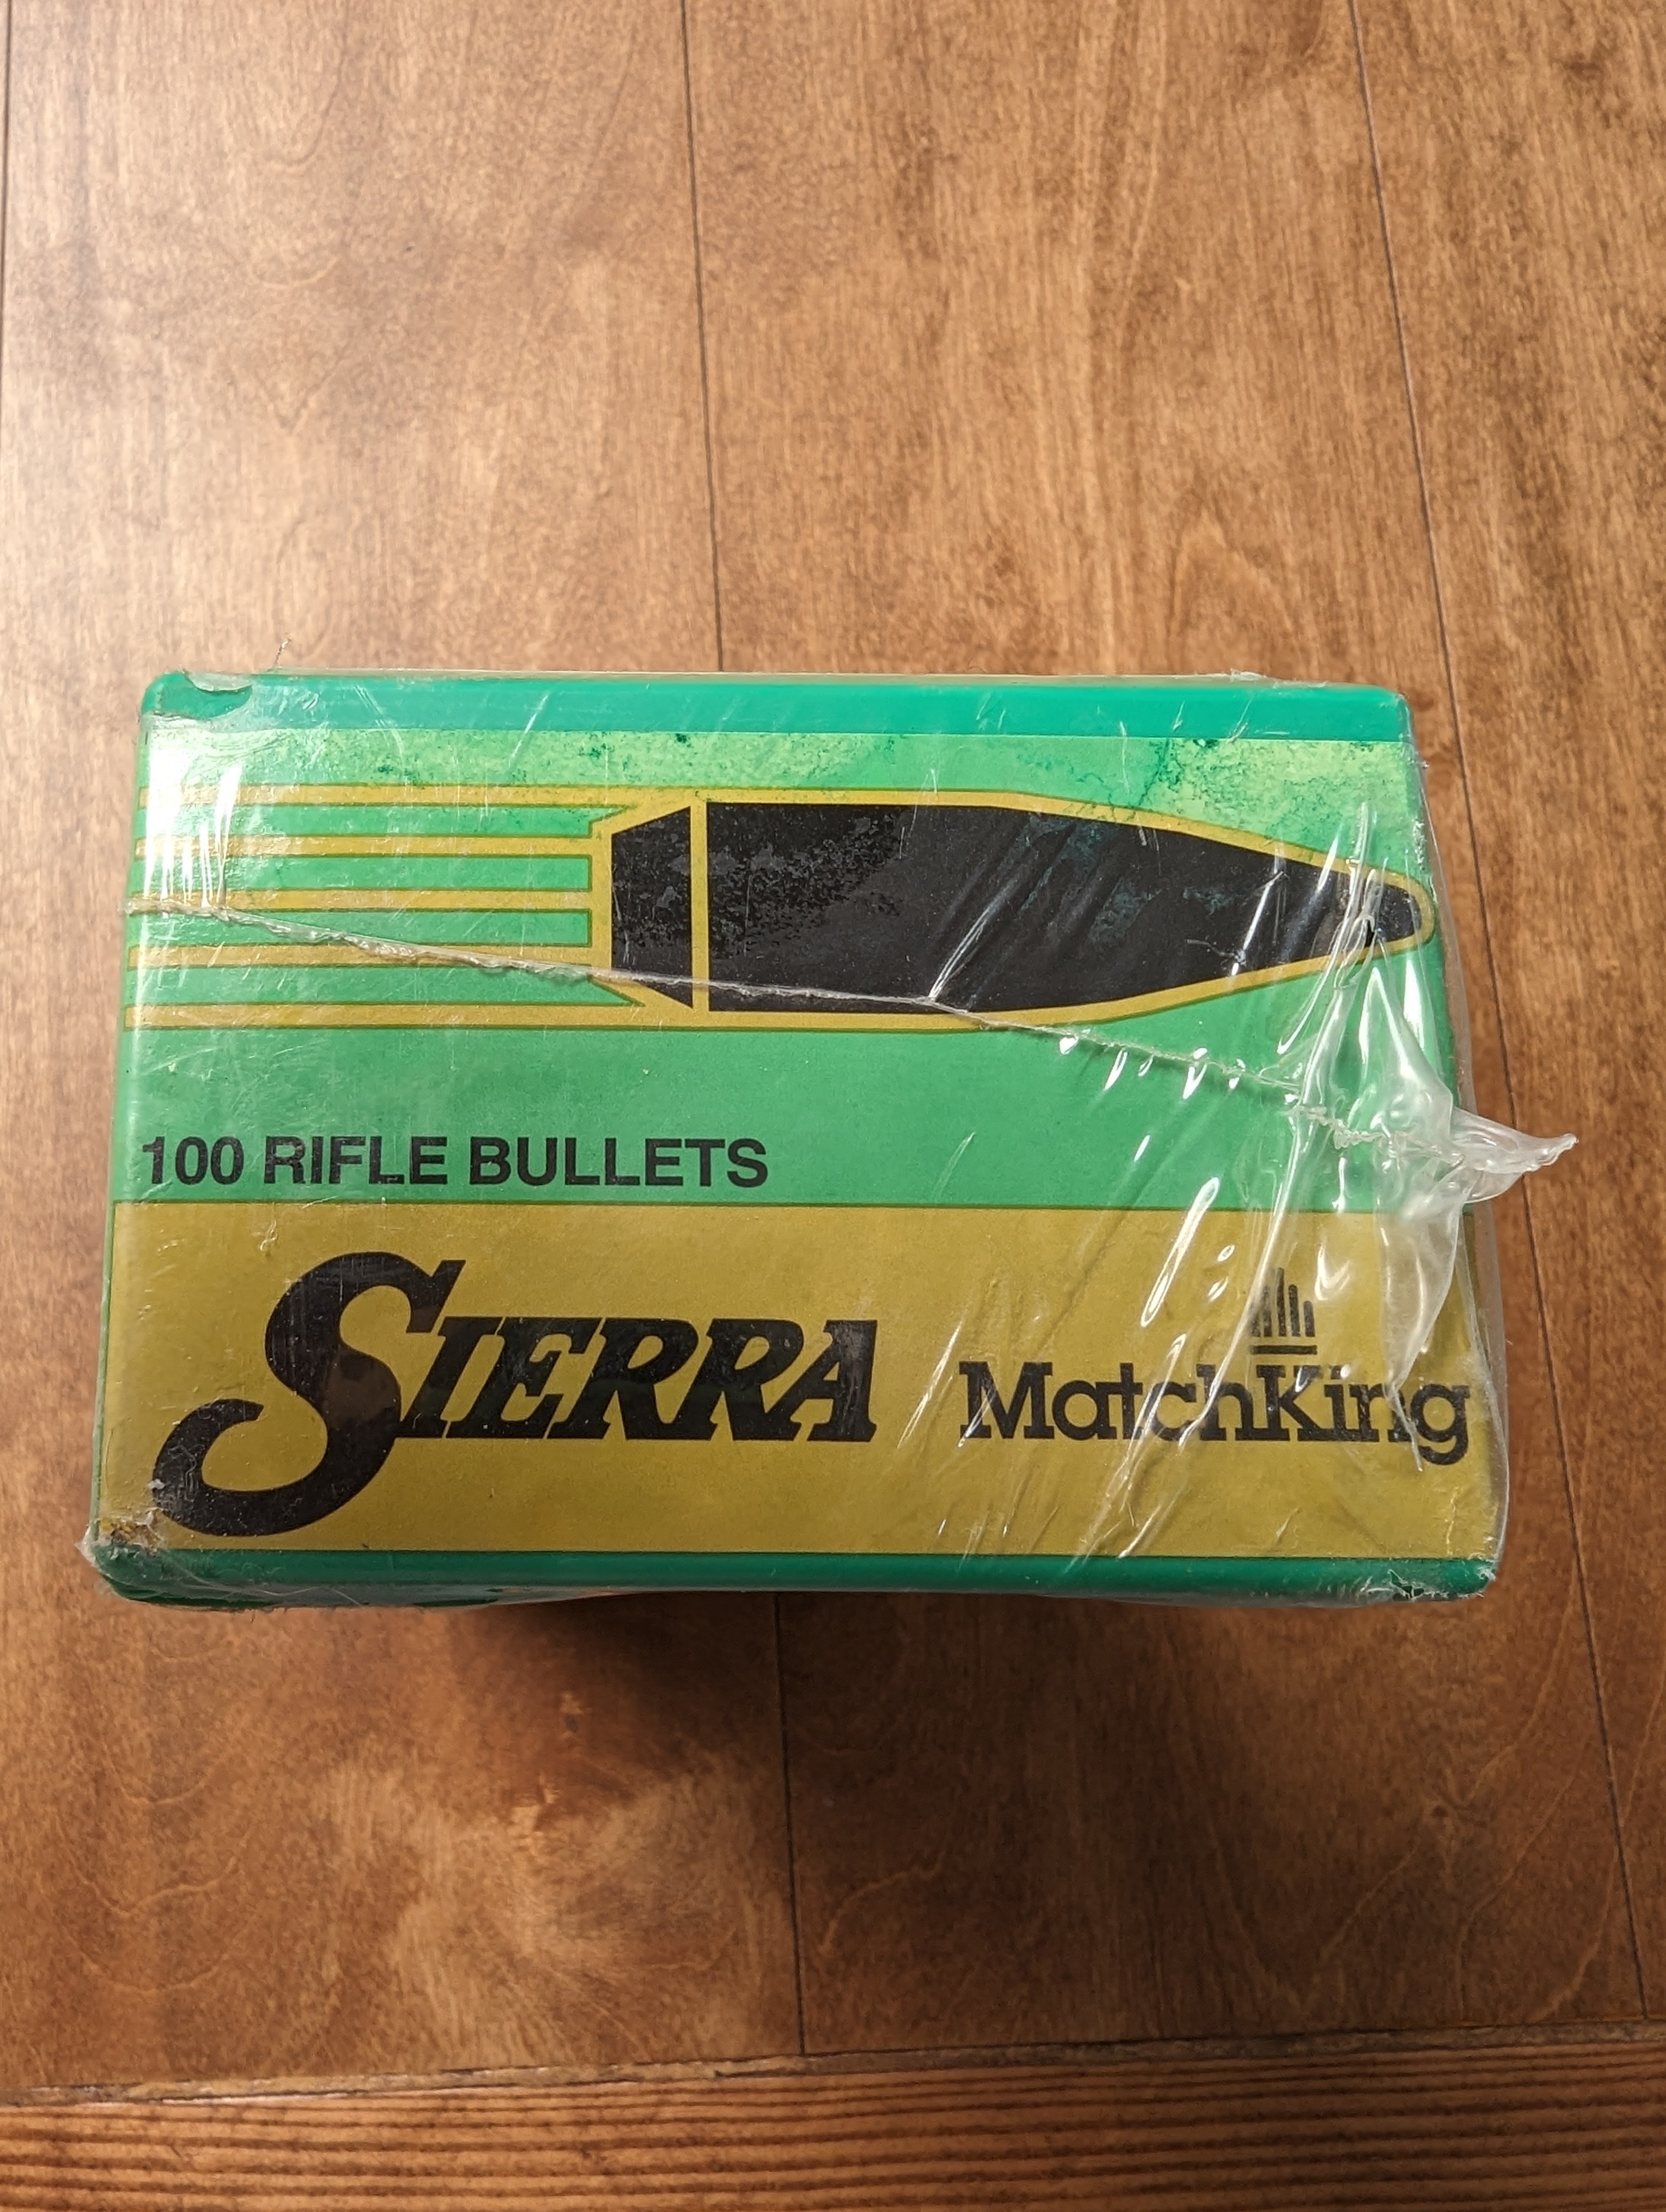 100 RIFLE BULLETS
SIERRA MatchKing